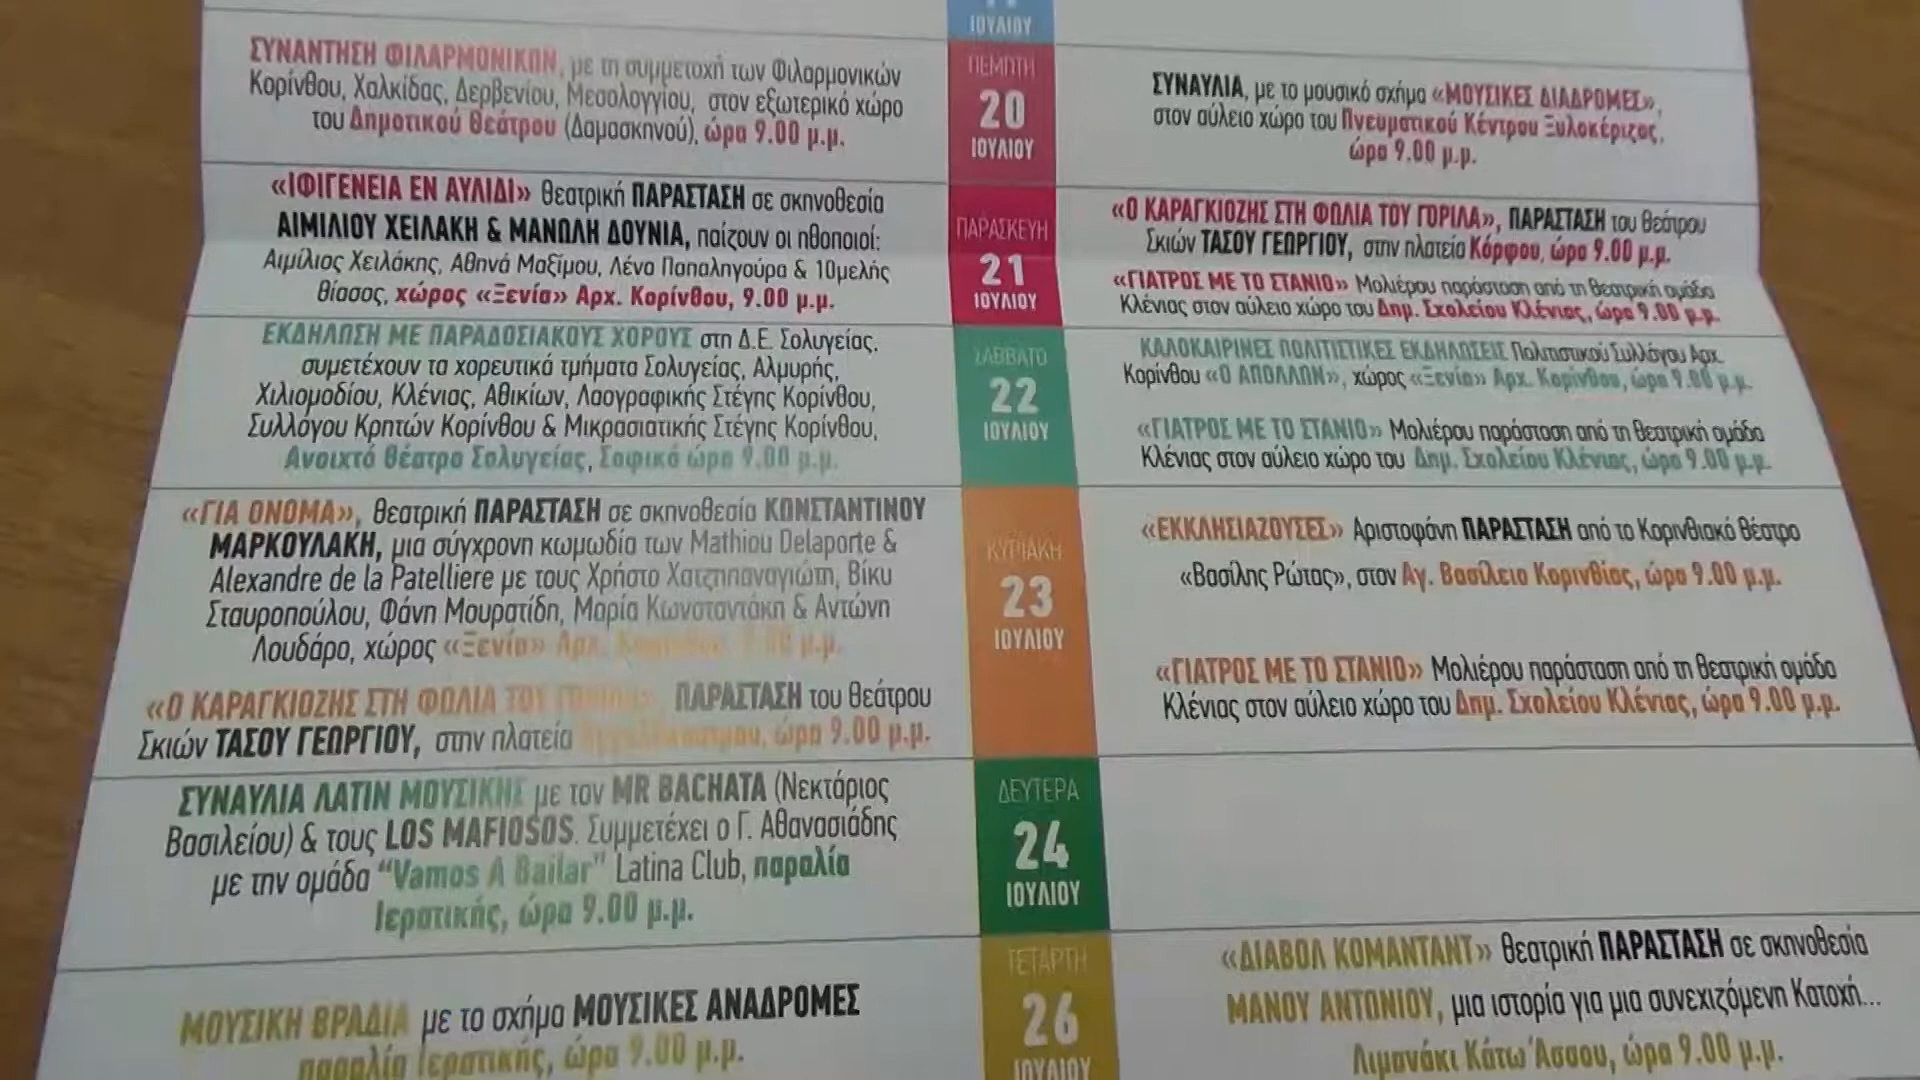 ΙΟΥΛΙΟΥ
ΣΥΝΑΝΤΗΣΗ ΦΙΛΑΡΜΟΝΙΚΩΝ, με τη συμμετοχή των Φιλαρμονικών
Κορίνθου, Χαλκίδας, Δερβενίου, Μεσολογγίου, στον εξωτερικό χώρο
του Δημοτικού Θεάτρου (Δαμασκηνού), ώρα 9.00 μ.μ.
ΠΕΜΠΤΗ
20
ΙΟΥΛΙΟΥ
ΣΥΝΑΥΛΙΑ, με το μουσικό σχήμα «ΜΟΥΣΙΚΕΣ ΔΙΑΔΡΟΜΕΣ»,
στον αύλειο χώρο του Πνευματικού Κέντρου Ξυλοκέριζας,
ώρα 9.00 μ.μ.
«ΙΦΙΓΕΝΕΙΑ ΕΝ ΑΥΛΙΔΙ» θεατρική ΠΑΡΑΣΤΑΣΗ σε σκηνοθεσία
ΑΙΜΙΛΙΟΥ ΧΕΙΛΑΚΗ & ΜΑΝΩΛΗ ΔΟΥΝΙΑ, παίζουν οι ηθοποιοί:
Αιμίλιος Χειλάκης, Αθηνά Μαξίμου, Λένα Παπαληγούρα & 10μελής
θίασος, χώρος «Ξενία» Αρχ. Κορίνθου, 9.00 μ.μ.
ΠΑΡΑΣΚΕΥΗ
21
ΙΟΥΛΙΟΥ
«Ο ΚΑΡΑΓΚΙΟΖΗΣ ΣΤΗ ΦΩΛΙΑ ΤΟΥ ΓΟΡΙΛΑ», ΠΑΡΑΣΤΑΣΗ του Θεάτρου
Σκιών ΤΑΣΟΥ ΓΕΩΡΓΙΟΥ, στην πλατεία Κόρφου, ώρα 9.00 μ.μ.
«ΓΙΑΤΡΟΣ ΜΕ ΤΟ ΣΤΑΝΙΟ» Μολιέρου παράσταση από τη θεατρική ομάδα
Κλένιας στον αύλειο χώρο του Δημ. Σχολείου Κλένιας, ώρα 9.00 μ.μ.
ΕΚΔΗΛΩΣΗ ΜΕ ΠΑΡΑΔΟΣΙΑΚΟΥΣ ΧΟΡΟΥΣ στη Δ.Ε. Σολυγείας,
συμετέχουν τα χορευτικά τμήματα Σολυγείας, Αλμυρής,
Χιλιομοδίου, Κλένιας, Αθικίων, Λαογραφικής Στέγης Κορίνθου,
Συλλόγου Κρητών Κορίνθου & Μικρασιατικής Στέγης Κορίνθου,
Ανοιχτό θέατρο Σολυγείας, Σοφικό ώρα 9.00 μ.μ.
ΣΑΒΒΑΤΟ
22
ΙΟΥΛΙΟΥ
ΚΑΛΟΚΑΙΡΙΝΕΣ ΠΟΛΙΤΙΣΤΙΚΕΣ ΕΚΔΗΛΩΣΕΙΣ Πολιτιστικού Συλλόγου Αρχ.
Κορίνθου «Ο ΑΠΟΛΛΩΝ», χώρος «Ξενία» Αρχ. Κορίνθου, ώρα 9.00 μ.μ.
«ΓΙΑΤΡΟΣ ΜΕ ΤΟ ΣΤΑΝΙΟ» Μολιέρου παράσταση από τη θεατρική ομάδα
Κλένιας στον αύλειο χώρο του Δημ. Σχολείου Κλένιας, ώρα 9.00 μ.μ.
«ΓΙΑ ΟΝΟΜΑ», θεατρική ΠΑΡΑΣΤΑΣΗ σε σκηνοθεσία ΚΩΝΣΤΑΝΤΙΝΟΥ
ΜΑΡΚΟΥΛΑΚΗ, μια σύγχρονη κωμωδία των Mathiou Delaporte &
Alexandre de la Patelliere με τους Χρήστο Χατζηπαναγιώτη, Βίκυ
Σταυροπούλου, Φάνη Μουρατίδη, Μαρία Κωνσταντάκη & Αντώνη
Λουδάρο, χώρος «Ξενία» Αρχ. μ.μ.
«Ο ΚΑΡΑΓΚΙΟΖΗΣ ΣΤΗ ΦΩΛΙΑ ΤΟΥ ΠΑΡΑΣΤΑΣΗ του Θεάτρου
Σκιών ΤΑΣΟΥ ΓΕΩΡΓΙΟΥ, στην πλατεία ώρα 9.00 μ.μ.
ΚΥΡΙΑΚΗ
23
ΙΟΥΛΙΟΥ
«ΕΚΚΛΗΣΙΑΖΟΥΣΕΣ» Αριστοφάνη ΠΑΡΑΣΤΑΣΗ από το Κορινθιακό θέατρο
«Βασίλης Ρώτας», στον Αγ. Βασίλειο Κορινθίας, ώρα 9.00 μ.μ.
«ΓΙΑΤΡΟΣ ΜΕ ΤΟ ΣΤΑΝΙΟ» Μολιέρου παράσταση από τη θεατρική ομάδα
Κλένιας στον αύλειο χώρο του Δημ. Σχολείου Κλένιας, ώρα 9.00 μ.μ.
ΣΥΝΑΥΛΙΑ ΛΑΤΙΝ ΜΟΥΣΙΚΗΣ με τον MR BACHATA (Νεκτάριος
Βασιλείου) & τους LOS MAFIOSOS. Συμμετέχει ο Γ. Αθανασιάδης
με την ομάδα "Vamos A Bailar" Latina Club, παραλία
Ιερατικής, ώρα 9.00 μ.μ.
ΔΕΥΤΕΡΑ
24
ΙΟΥΛΙΟΥ
ΜΟΥΣΙΚΗ ΒΡΑΔΙΑ με το σχήμα ΜΟΥΣΙΚΕΣ ΑΝΑΔΡΟΜΕΣ
παραλία Ιερατικής, ώρα 9.00 μ.μ.
ΤΕΤΑΡΤΗ
26
ΙΟΥΛΙΟΥ
«ΔΙΑΒΟΛ ΚΟΜΑΝΤΑΝΤ» θεατρική ΠΑΡΑΣΤΑΣΗ σε σκηνοθεσία
ΜΑΝΟΥ ΑΝΤΩΝΙΟΥ, μια ιστορία για μια συνεχιζόμενη Κατοχή...
Λιμανάκι Κάτω Άσσου, ώρα 9.00 μ.μ.